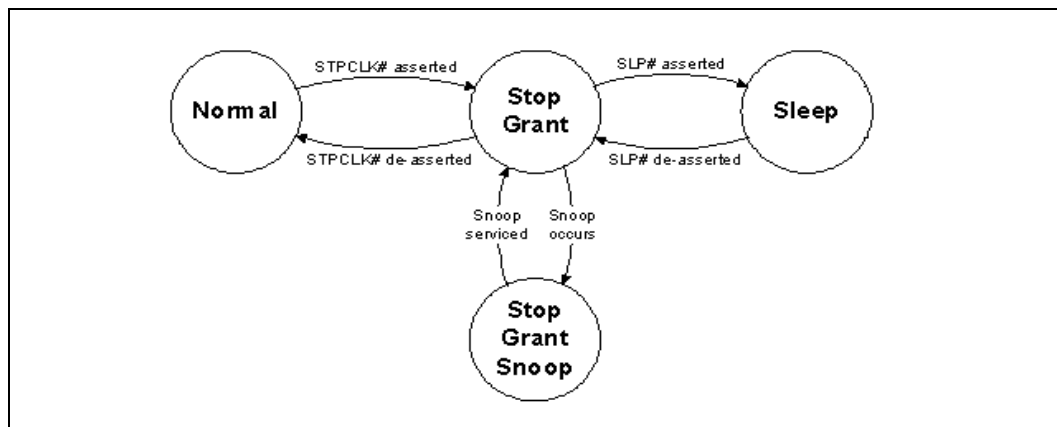 STPCLK# asserted
SLP# asserted
Normal
Stop
Grant
Sleep
STPCLK# de-asserted
SLP# de-asserted
Snoop
serviced
Snoop
occurs
Stop
Grant
Snoop